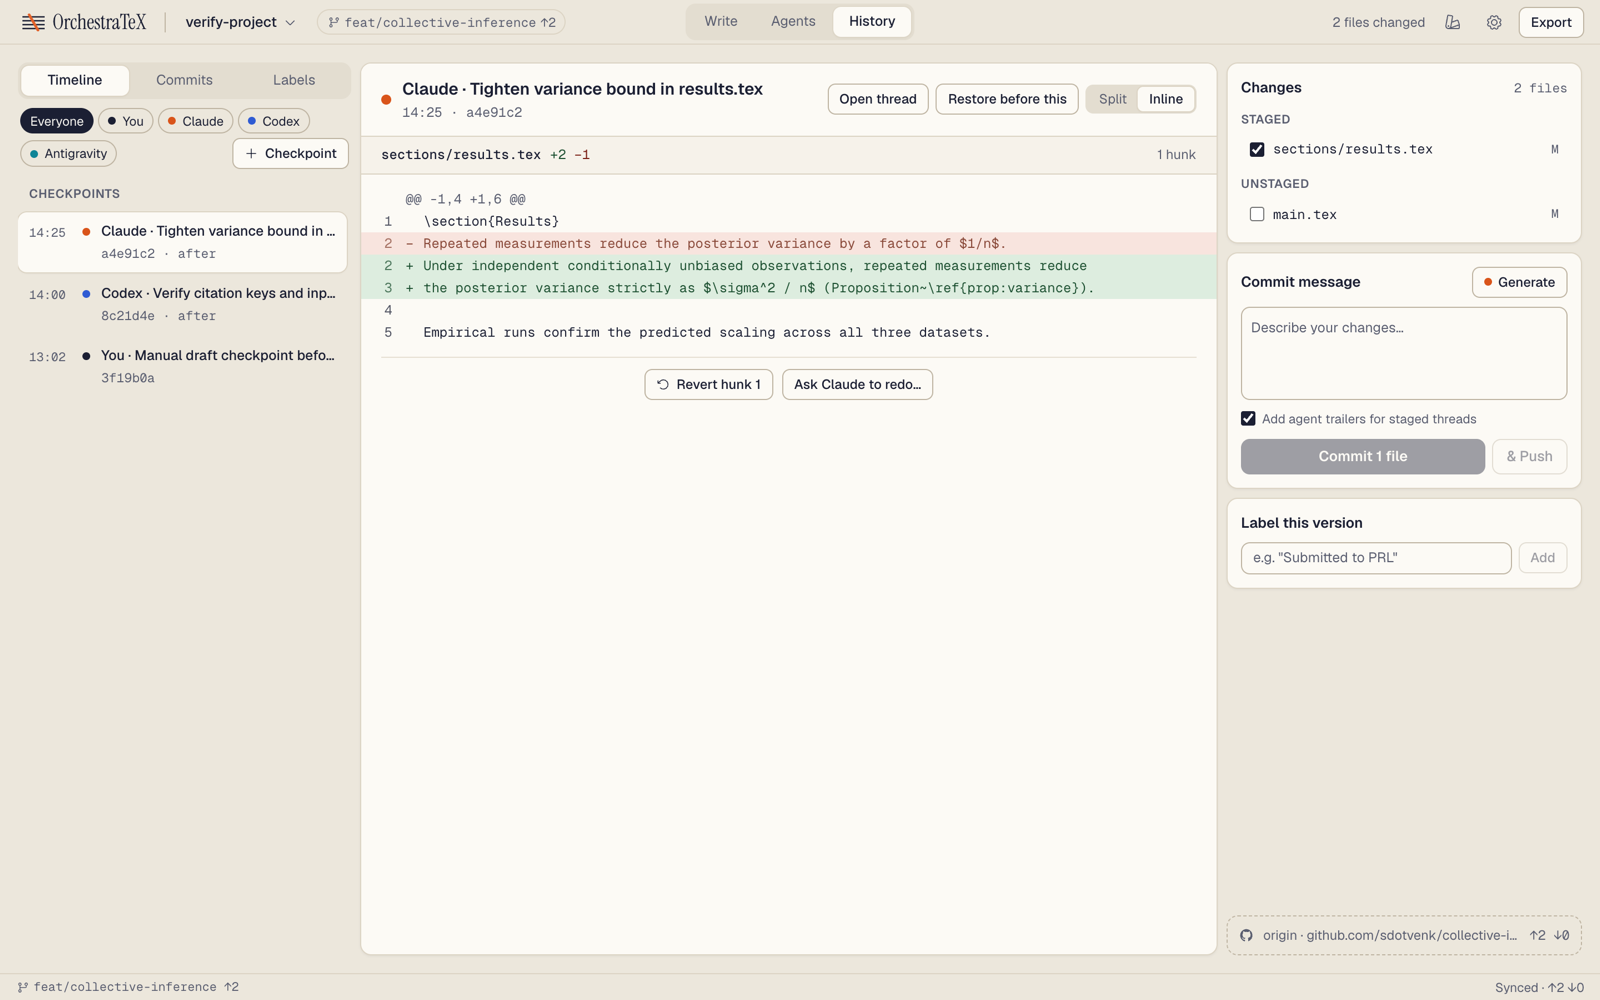 OrchestraTeX
verify-project
feat/collective-inference ↑2
Write
Agents
History
2 files changed
Export
Timeline
Commits
Labels
Everyone
You
Claude
Codex
Antigravity
+ Checkpoint
CHECKPOINTS
14:25 Claude · Tighten variance bound in ...
a4e91c2 · after
14:00 Codex · Verify citation keys and inp...
8c21d4e · after
13:02 You · Manual draft checkpoint befo...
3f19b0a
Claude · Tighten variance bound in results.tex
14:25 · a4e91c2
Open thread
Restore before this
Split
Inline
sections/results.tex +2 −1
1 hunk
@@ -1,4 +1,6 @@
1 \section{Results}
2 − Repeated measurements reduce the posterior variance by a factor of $1/n$.
2 + Under independent conditionally unbiased observations, repeated measurements reduce
3 + the posterior variance strictly as $\sigma^2 / n$ (Proposition~\ref{prop:variance}).
4
5 Empirical runs confirm the predicted scaling across all three datasets.
Revert hunk 1
Ask Claude to redo...
Changes
2 files
STAGED
sections/results.tex M
UNSTAGED
main.tex M
Commit message
Generate
Describe your changes...
Add agent trailers for staged threads
Commit 1 file
& Push
Label this version
e.g. "Submitted to PRL"
Add
origin · github.com/sdotvenk/collective-i... ↑2 ↓0
feat/collective-inference ↑2
Synced · ↑2 ↓0